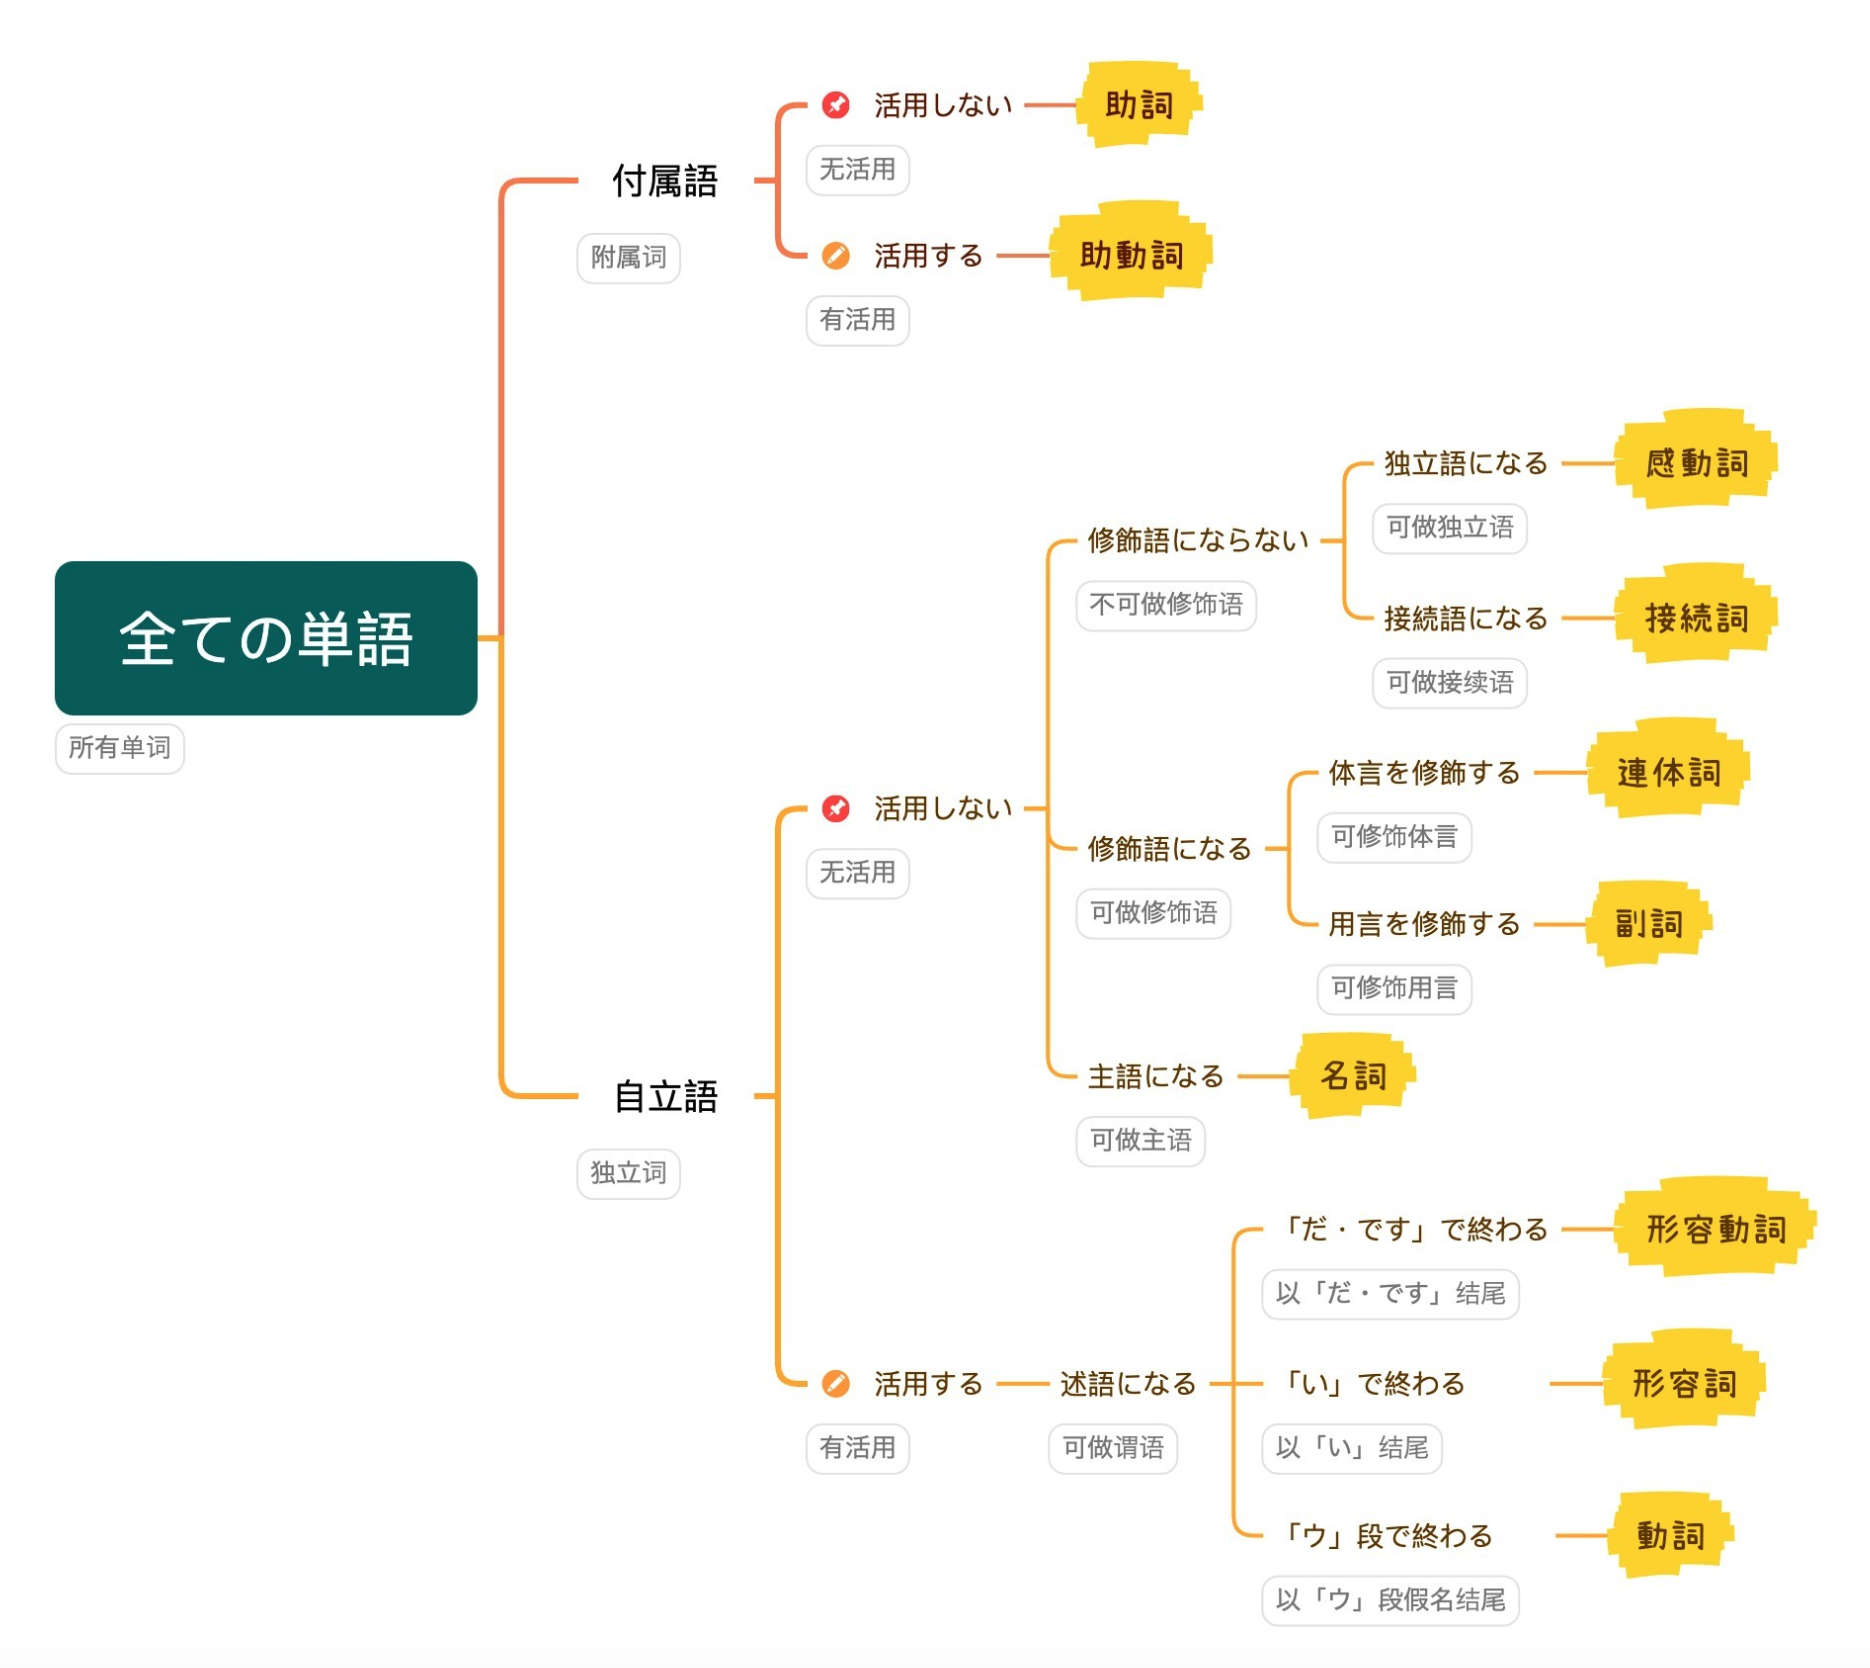 全ての単語
所有单词
付属語
附属词
活用しない
无活用
助詞
活用する
有活用
助動詞
自立語
独立词
活用しない
无活用
修飾語にならない
不可做修饰语
独立語になる
可做独立语
感動詞
接続語になる
可做接续语
接続詞
修飾語になる
可做修饰语
体言を修飾する
可修饰体言
連体詞
用言を修飾する
可修饰用言
副詞
主語になる
可做主语
名詞
活用する
有活用
述語になる
可做谓语
「だ・です」で終わる
以「だ・です」结尾
形容動詞
「い」で終わる
以「い」结尾
形容詞
「ウ」段で終わる
以「ウ」段假名结尾
動詞